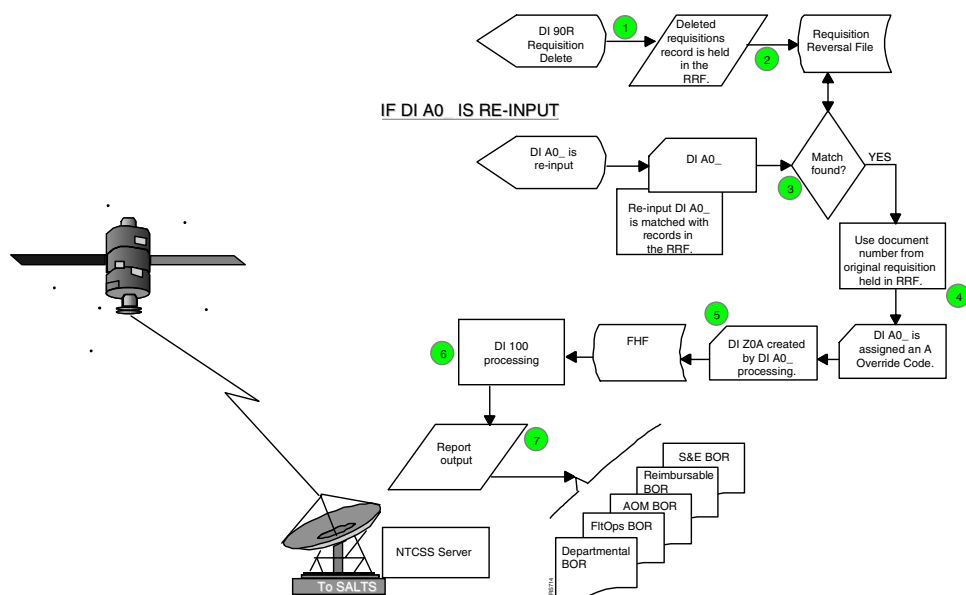 DI 90R
Requisition
Delete
1
Deleted
requisitions
record is held
in the
RRF.
2
Requisition
Reversal File
IF DI A0_ IS RE-INPUT
DI A0_ is
re-input
DI A0_
Re-input DI A0_
is matched with
records in
the RRF.
3
Match
found?
YES
Use document
number from
original requisition
held in RRF.
4
DI A0_ is
assigned an A
Override Code.
5
DI Z0A created
by DI A0_
processing.
FHF
6
DI 100
processing
7
Report
output
S&E BOR
Reimbursable
BOR
AOM BOR
FltOps BOR
Departmental
BOR
NTCSS Server
To SALTS